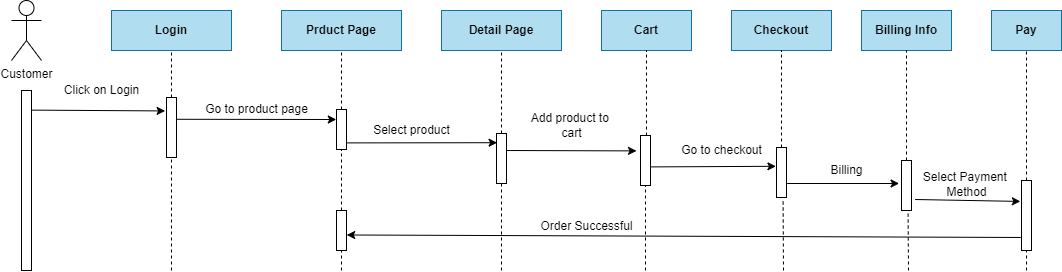 Login
Prduct Page
Detail Page
Cart
Checkout
Billing Info
Pay
Customer
Click on Login
Go to product page
Select product
Add product to
cart
Go to checkout
Billing
Select Payment
Method
Order Successful